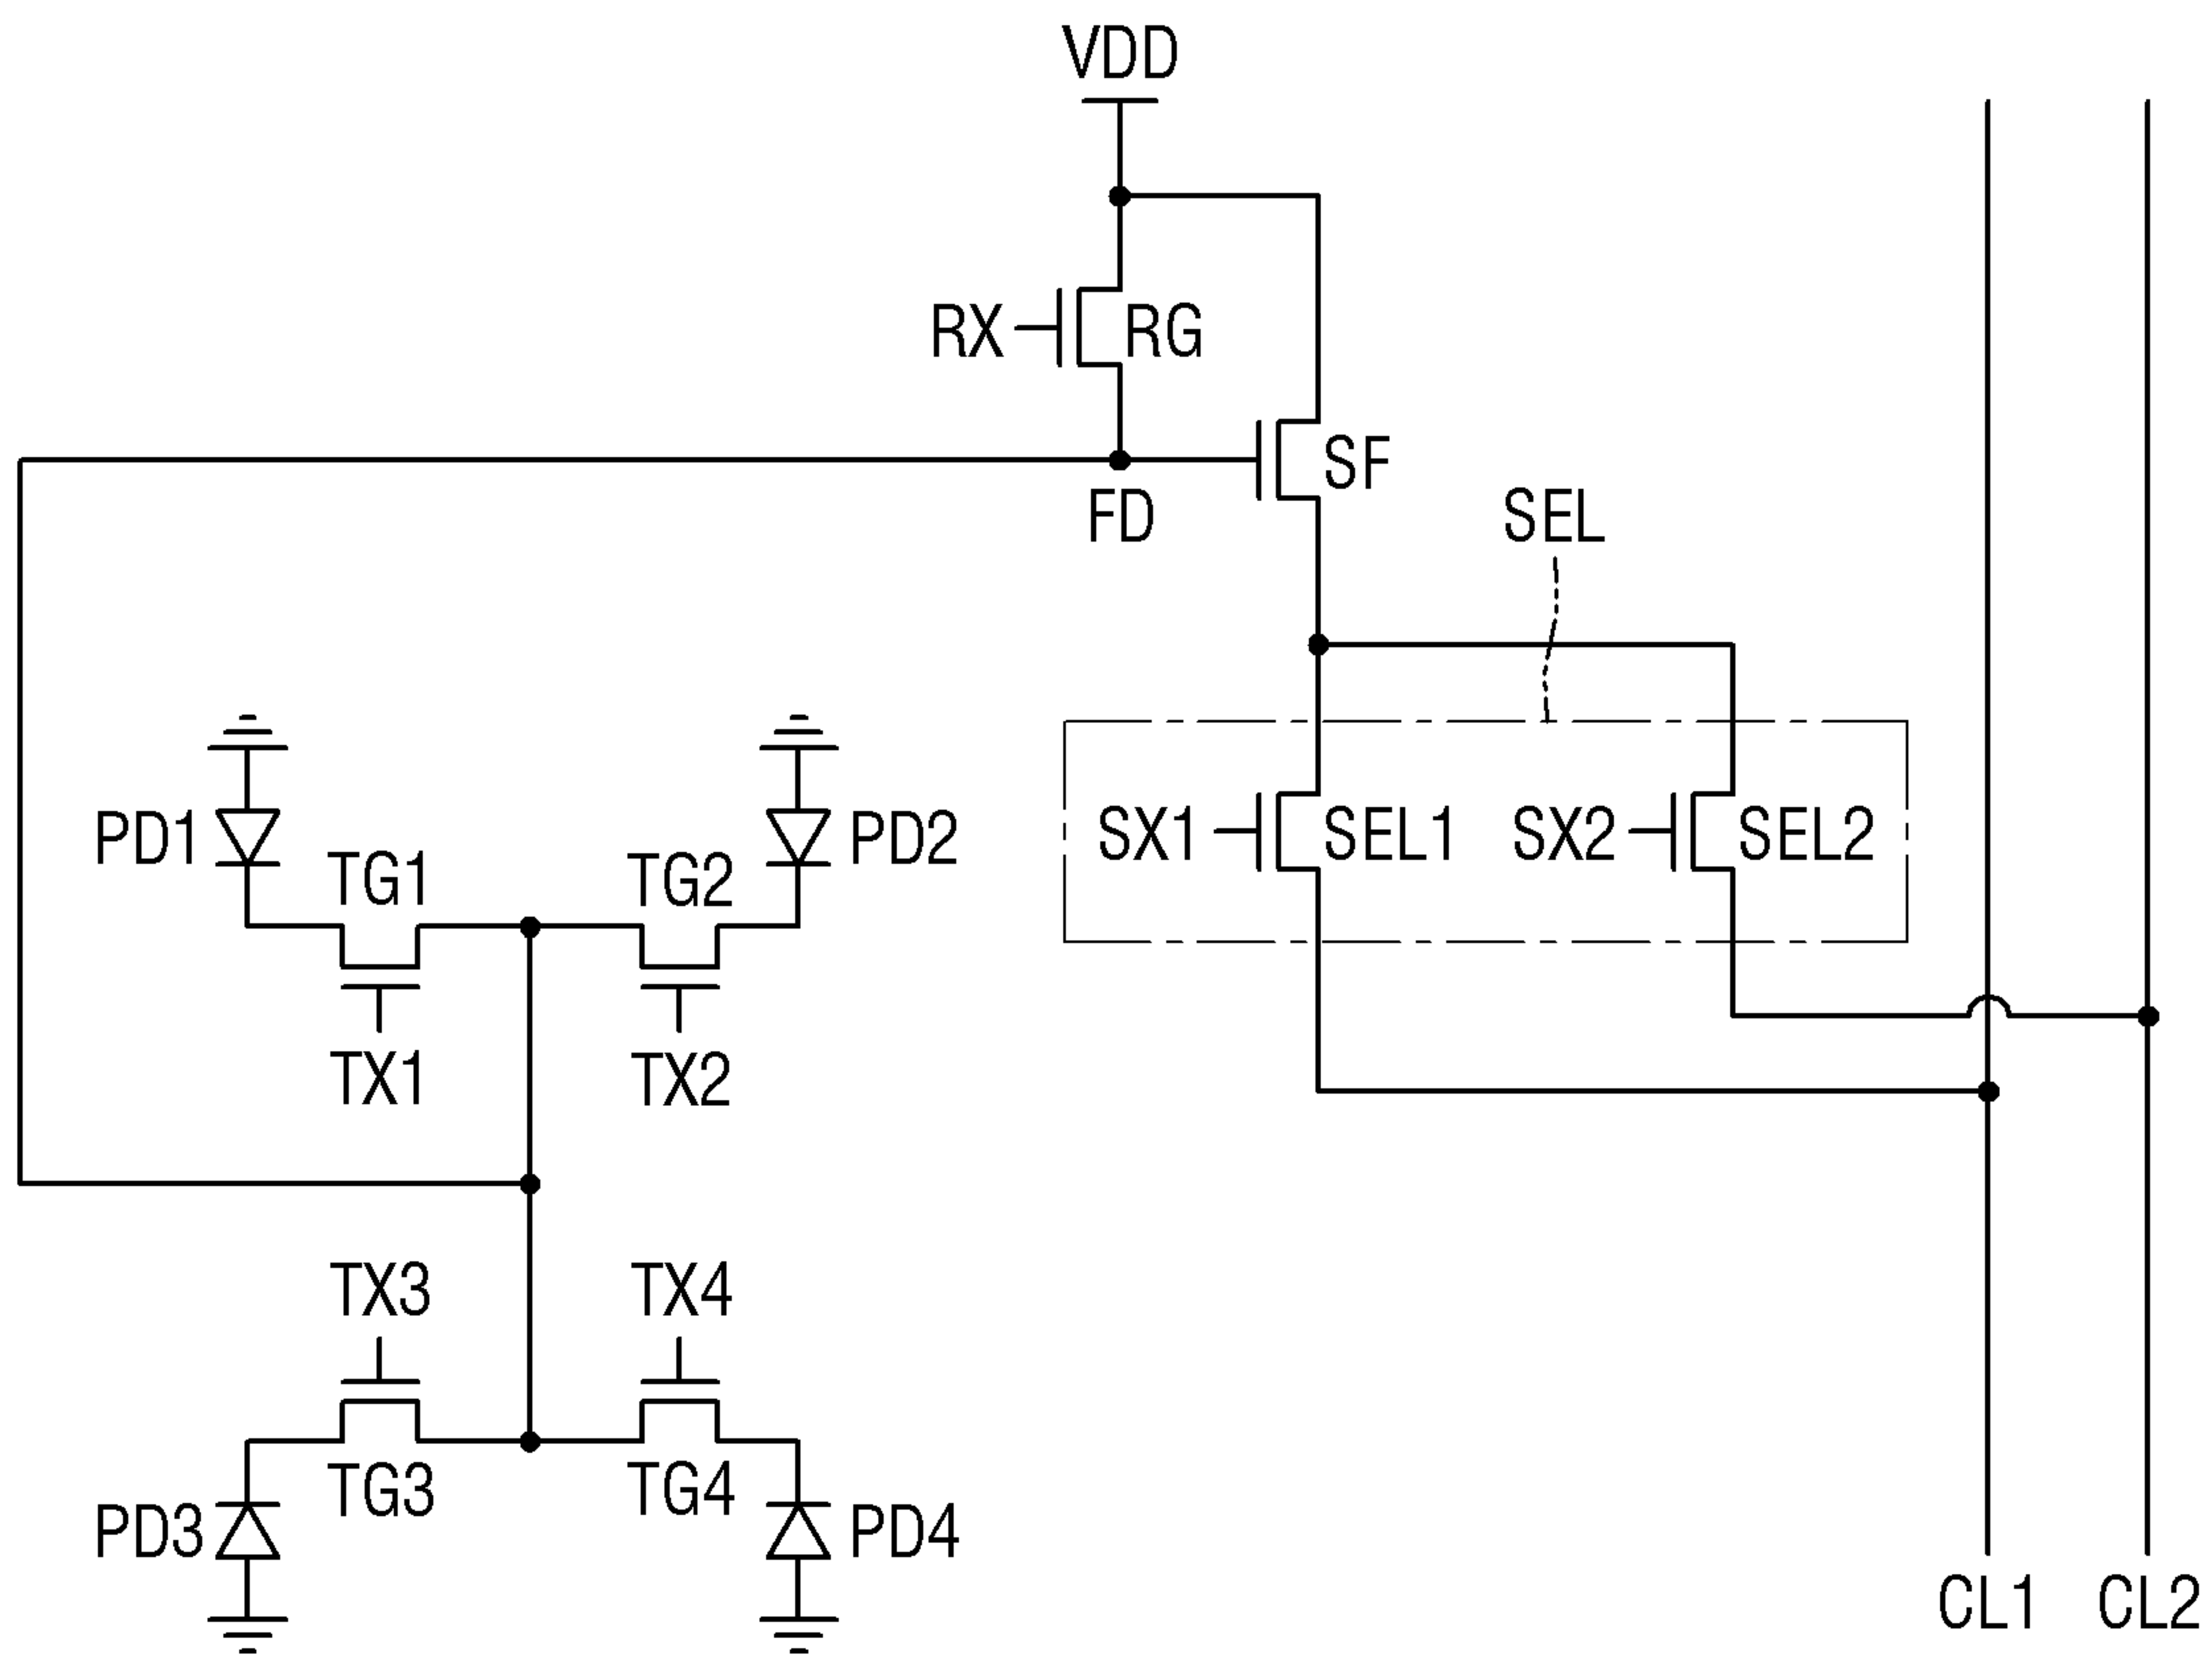 VDD
RX
RG
SF
FD
SEL
PD1
TG1
TG2
PD2
SX1
SEL1
SX2
SEL2
TX1
TX2
TX3
TX4
PD3
TG3
TG4
PD4
CL1
CL2